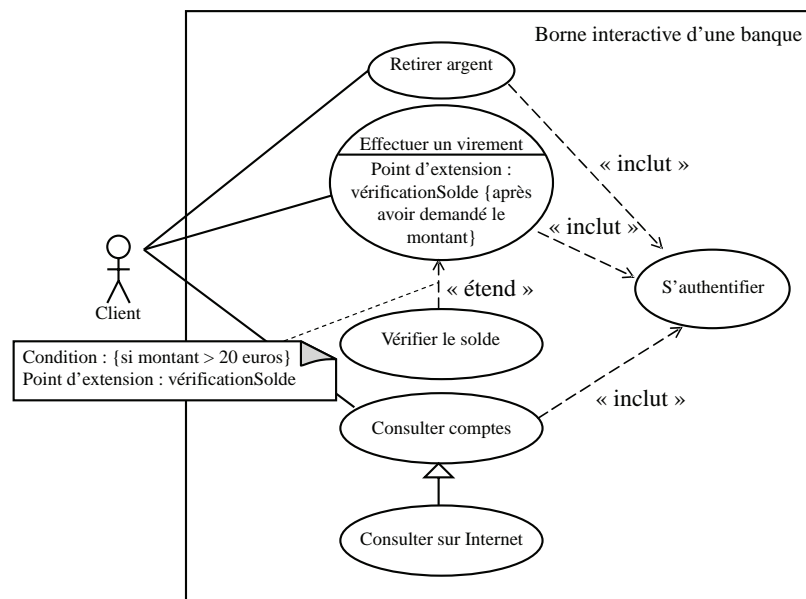 Borne interactive d’une banque
Retirer argent
Effectuer un virement
Point d’extension :
vérificationSolde {après
avoir demandé le
montant}
« inclut »
« inclut »
S’authentifier
Client
« étend »
Vérifier le solde
Condition : {si montant > 20 euros}
Point d’extension : vérificationSolde
Consulter comptes
« inclut »
Consulter sur Internet